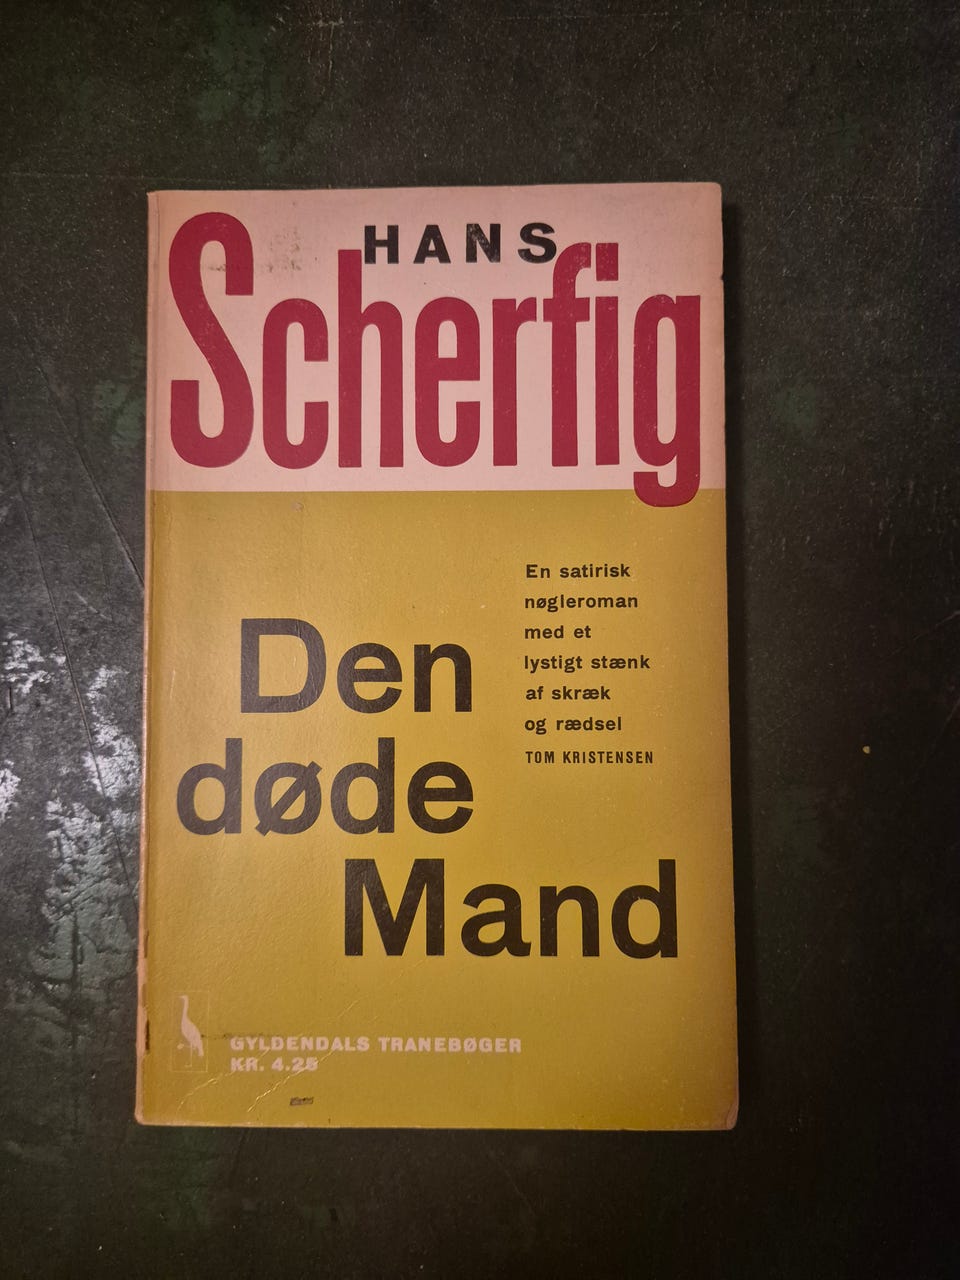 HANS
Scherfig
En satirisk
nøgleroman
med et
lystigt stænk
af skræk
og rædsel
TOM KRISTENSEN
Den
døde
Mand
GYLDENDALS TRANEBØGER
KR. 4.25